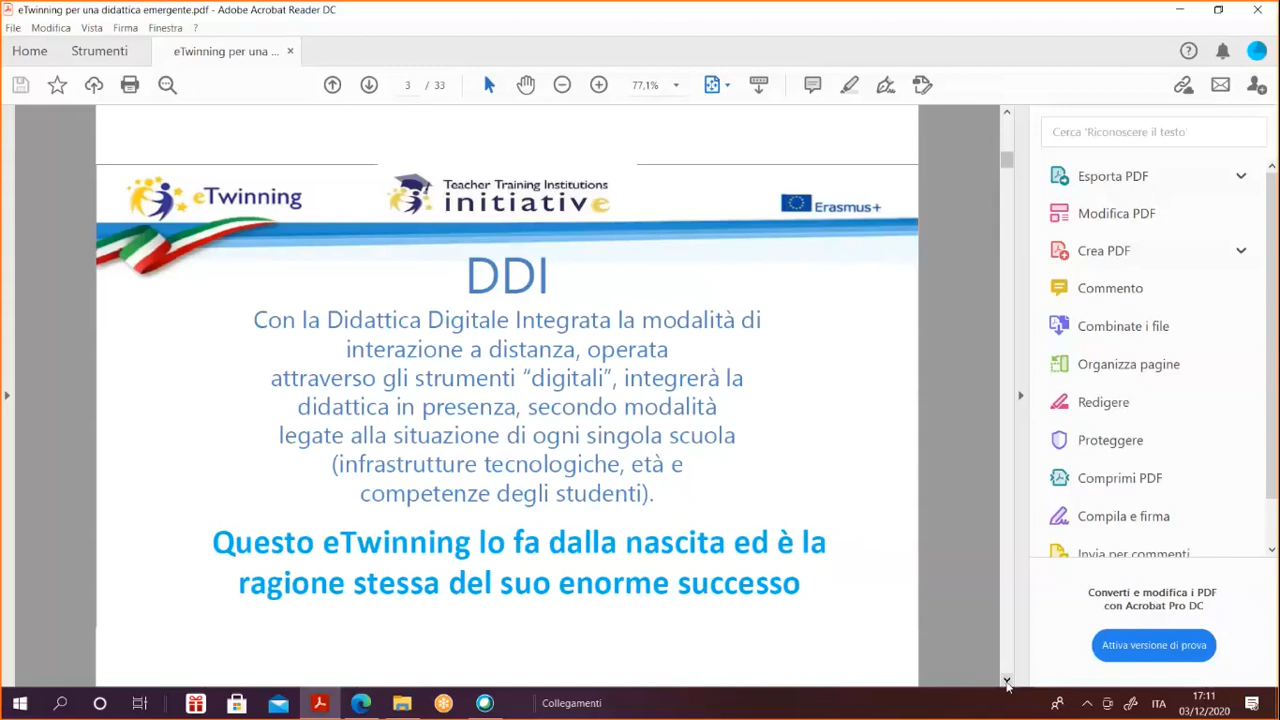 eTwinning per una didattica emergente.pdf - Adobe Acrobat Reader DC
File Modifica Vista Firma Finestra ?
Home Strumenti eTwinning per una ... ×
3 / 33 77,1%
Cerca 'Riconoscere il testo'
Esporta PDF
Modifica PDF
Crea PDF
Commento
Combinate i file
Organizza pagine
Redigere
Proteggere
Comprimi PDF
Compila e firma
Invia per commenti
Converti e modifica i PDF
con Acrobat Pro DC
Attiva versione di prova
eTwinning
Teacher Training Institutions
initiative
Erasmus+
DDI
Con la Didattica Digitale Integrata la modalità di
interazione a distanza, operata
attraverso gli strumenti “digitali”, integrerà la
didattica in presenza, secondo modalità
legate alla situazione di ogni singola scuola
(infrastrutture tecnologiche, età e
competenze degli studenti).
Questo eTwinning lo fa dalla nascita ed è la
ragione stessa del suo enorme successo
Collegamenti
ITA
17:11
03/12/2020